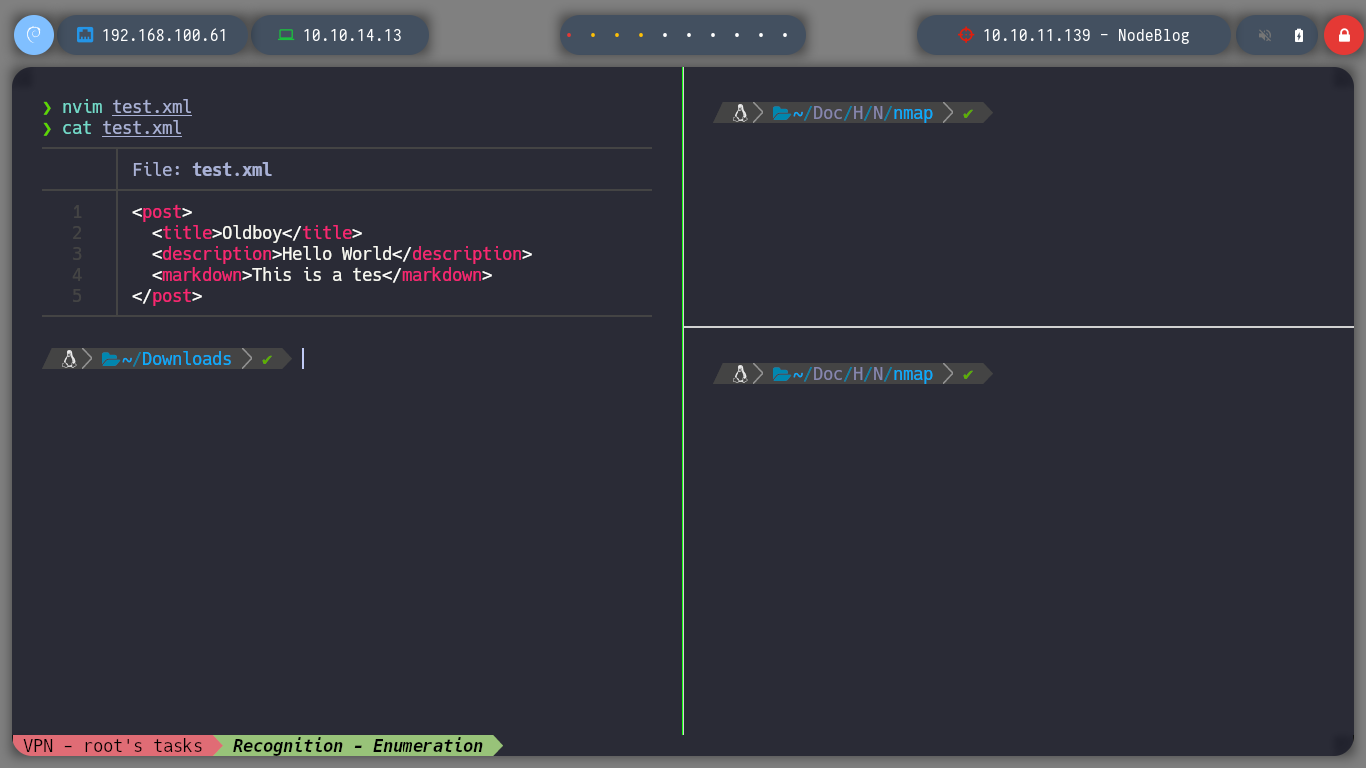 192.168.100.61
10.10.14.13
10.10.11.139 - NodeBlog
❯ nvim test.xml
❯ cat test.xml
File: test.xml
1 <post>
2   <title>Oldboy</title>
3   <description>Hello World</description>
4   <markdown>This is a tes</markdown>
5 </post>
~/Downloads ✔
~/Doc/H/N/nmap ✔
~/Doc/H/N/nmap ✔
VPN - root's tasks
Recognition - Enumeration